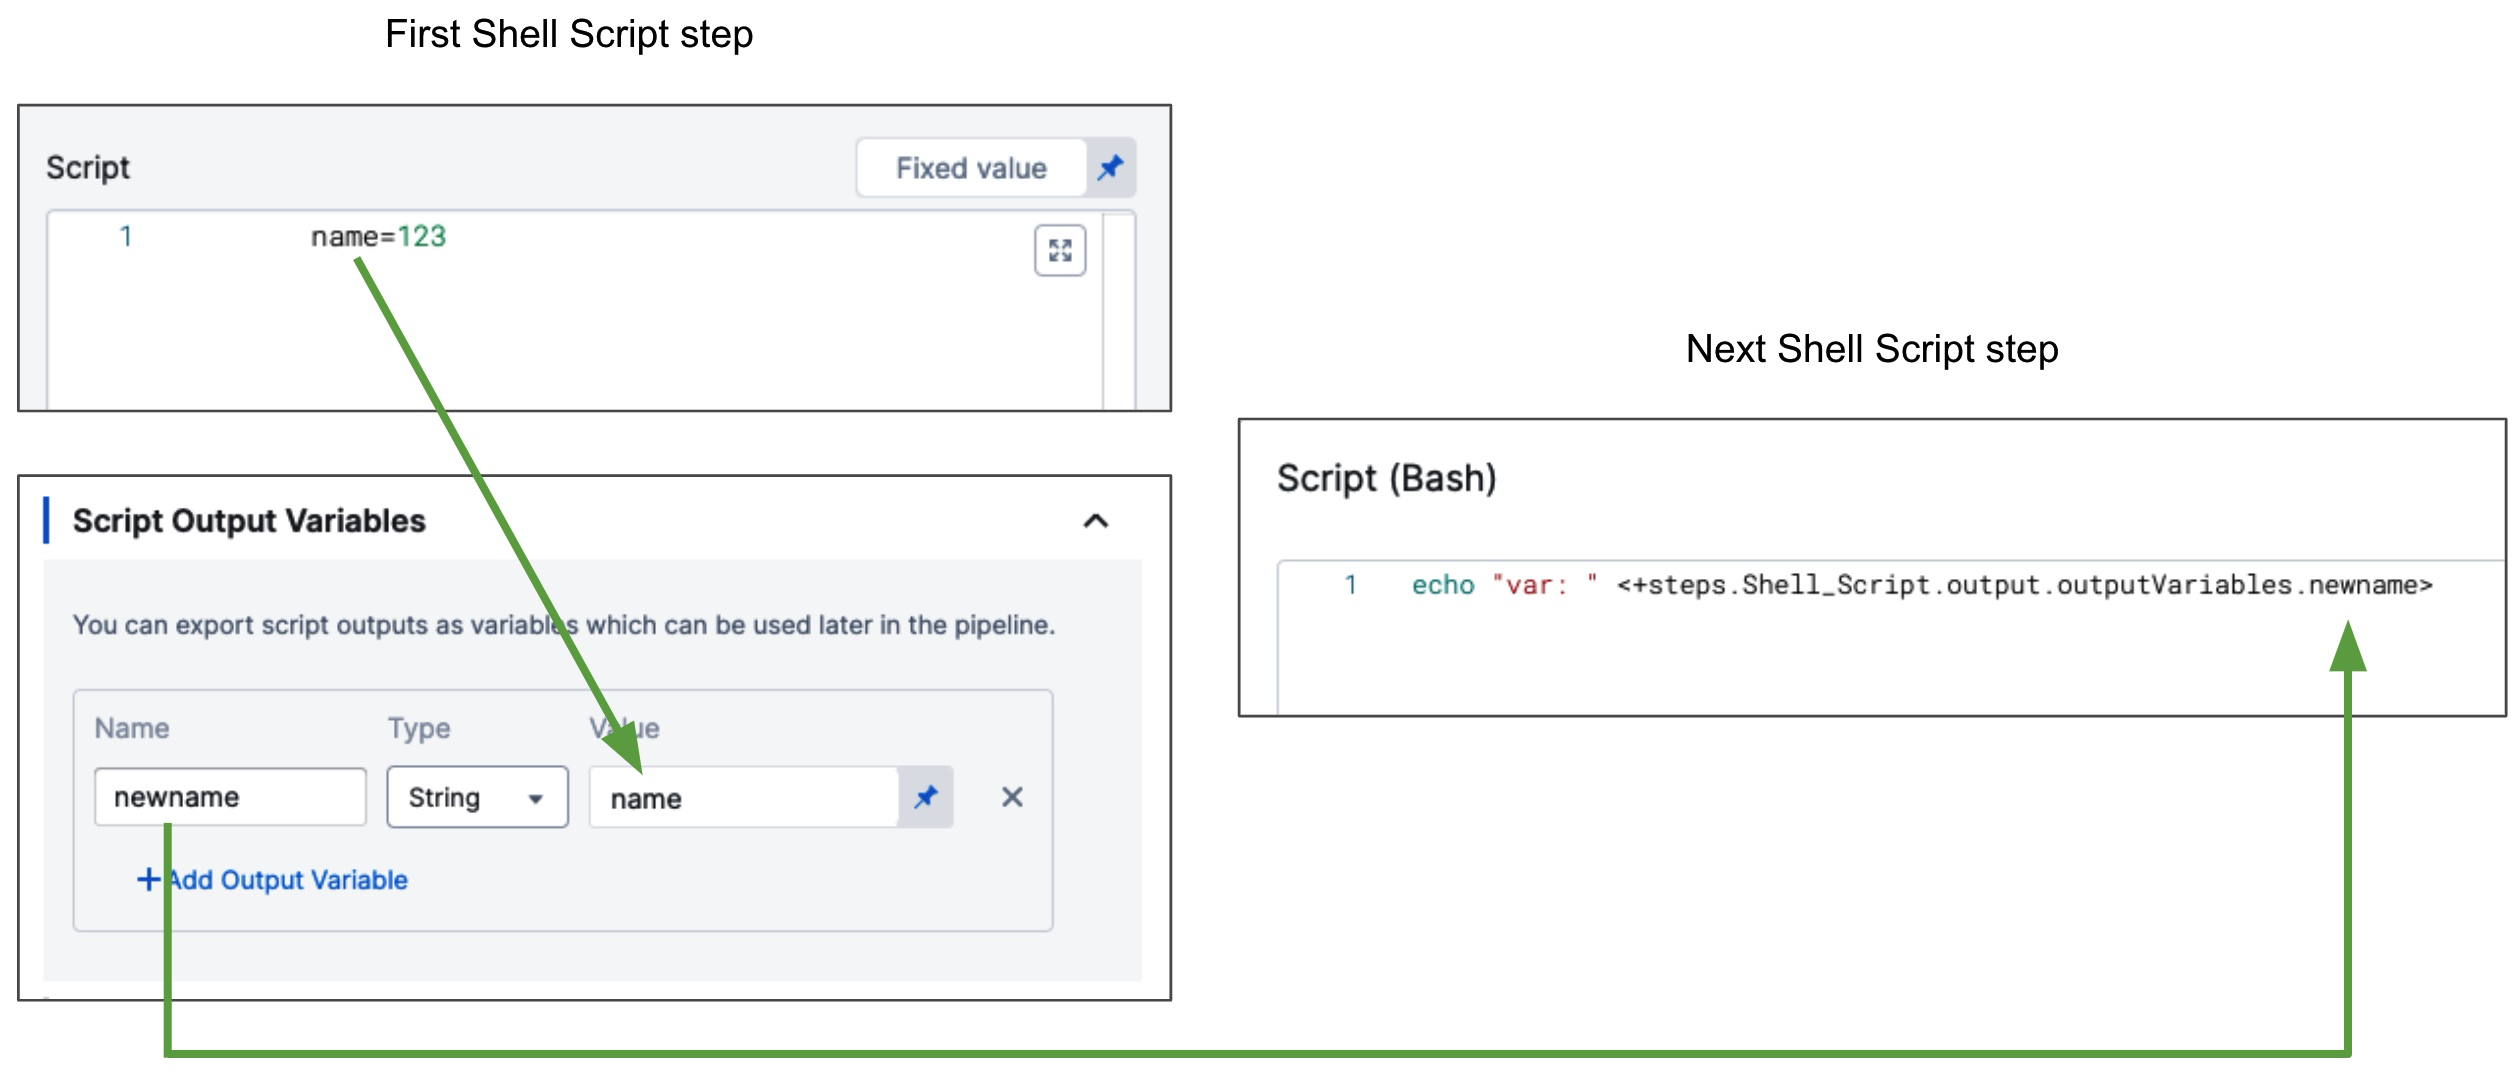 First Shell Script step
Script
Fixed value
1 name=123
Script Output Variables
You can export script outputs as variables which can be used later in the pipeline.
Name Type Value
newname String name
+ Add Output Variable
Next Shell Script step
Script (Bash)
1 echo "var: " <+steps.Shell_Script.output.outputVariables.newname>